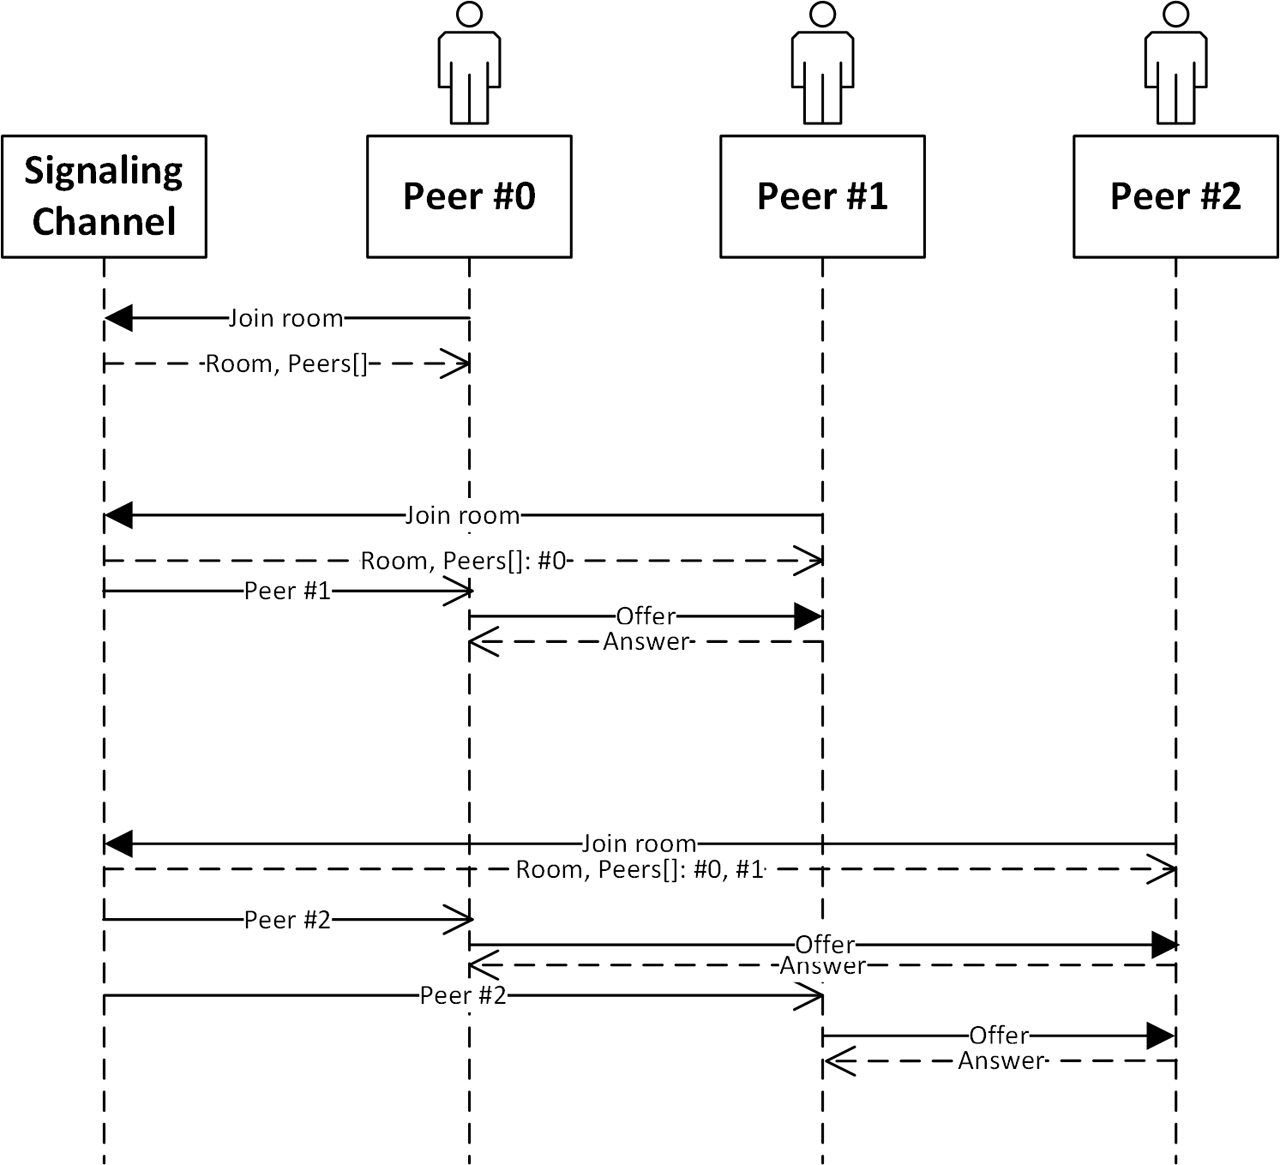 Signaling
Channel
Peer #0
Peer #1
Peer #2
Join room
Room, Peers[]
Join room
Room, Peers[]: #0
Peer #1
Offer
Answer
Join room
Room, Peers[]: #0, #1
Peer #2
Offer
Answer
Peer #2
Offer
Answer